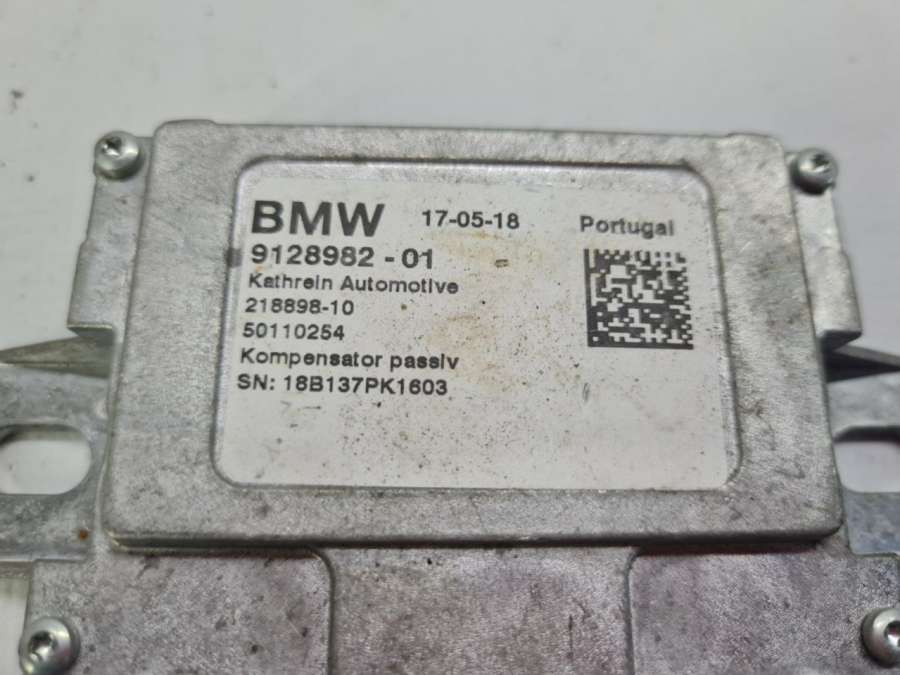 BMW 17-05-18 Portugal
9128982 - 01
Kathrein Automotive
218898-10
50110254
Kompensator passiv
SN: 18B137PK1603